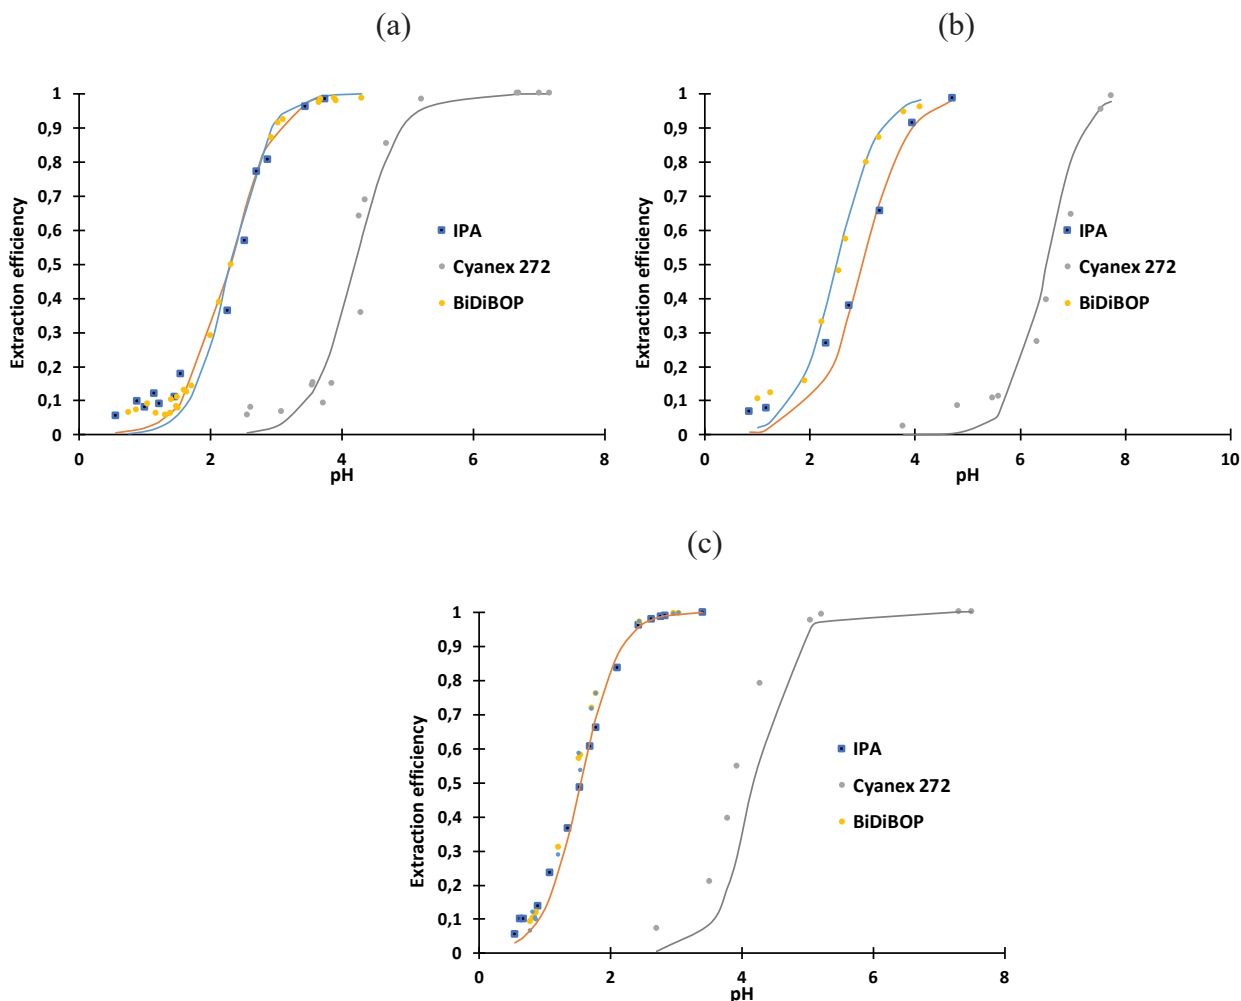 (a)
Extraction efficiency
1
0,9
0,8
0,7
0,6
0,5
0,4
0,3
0,2
0,1
0
0 2 4 6 8
pH
IPA
Cyanex 272
BiDiBOP
(b)
Extraction efficiency
1
0,9
0,8
0,7
0,6
0,5
0,4
0,3
0,2
0,1
0
0 2 4 6 8 10
pH
IPA
Cyanex 272
BiDiBOP
(c)
Extraction efficiency
1
0,9
0,8
0,7
0,6
0,5
0,4
0,3
0,2
0,1
0
0 2 4 6 8
pH
IPA
Cyanex 272
BiDiBOP